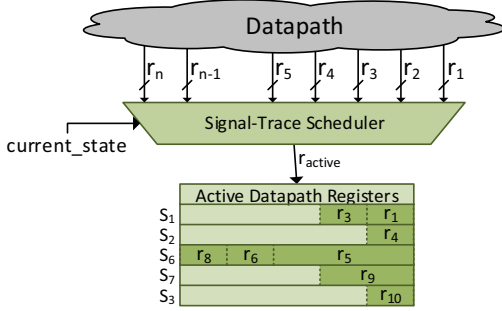 Datapath
rn rn-1 r5 r4 r3 r2 r1
Signal-Trace Scheduler
current_state
ractive
Active Datapath Registers
S1 r3 r1
S2 r4
S6 r8 r6 r5
S7 r9
S3 r10